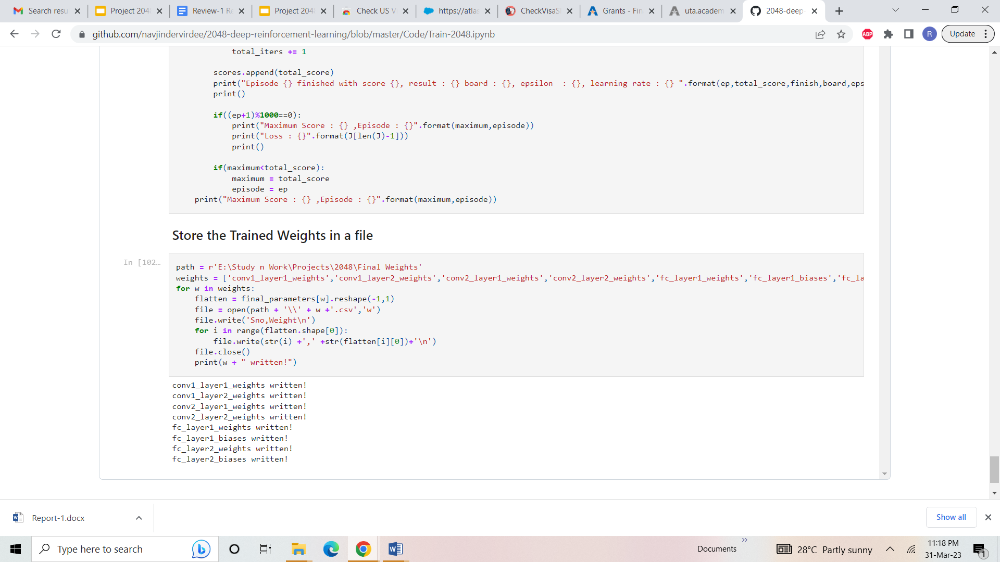 Search resu
Project 204
Review-1 Re
Project 204
Check US V
https://atlas
CheckVisaS
Grants - Fin
uta.academ
2048-deep-
github.com/navjindervirdee/2048-deep-reinforcement-learning/blob/master/Code/Train-2048.ipynb
ABP
R
Update
total_iters += 1
scores.append(total_score)
print("Episode {} finished with score {}, result : {} board : {}, epsilon  : {}, learning rate : {} ".format(ep,total_score,finish,board,eps
print()
if((ep+1)%1000==0):
print("Maximum Score : {} ,Episode : {}".format(maximum,episode))
print("Loss : {}".format(J[len(J)-1]))
print()
if(maximum<total_score):
maximum = total_score
episode = ep
print("Maximum Score : {} ,Episode : {}".format(maximum,episode))
Store the Trained Weights in a file
In [102…
path = r'E:\Study n Work\Projects\2048\Final Weights'
weights = ['conv1_layer1_weights','conv1_layer2_weights','conv2_layer1_weights','conv2_layer2_weights','fc_layer1_weights','fc_layer1_biases','fc_la
for w in weights:
flatten = final_parameters[w].reshape(-1,1)
file = open(path + '\\' + w +'.csv','w')
file.write('Sno,Weight\n')
for i in range(flatten.shape[0]):
file.write(str(i) +',' +str(flatten[i][0])+'\n')
file.close()
print(w + " written!")
conv1_layer1_weights written!
conv1_layer2_weights written!
conv2_layer1_weights written!
conv2_layer2_weights written!
fc_layer1_weights written!
fc_layer1_biases written!
fc_layer2_weights written!
fc_layer2_biases written!
Report-1.docx
Show all
Type here to search
Documents
28°C Partly sunny
11:18 PM
31-Mar-23
1